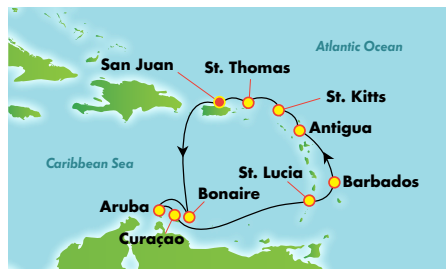 Atlantic Ocean
San Juan
St. Thomas
St. Kitts
Antigua
Caribbean Sea
St. Lucia
Barbados
Bonaire
Aruba
Curaçao